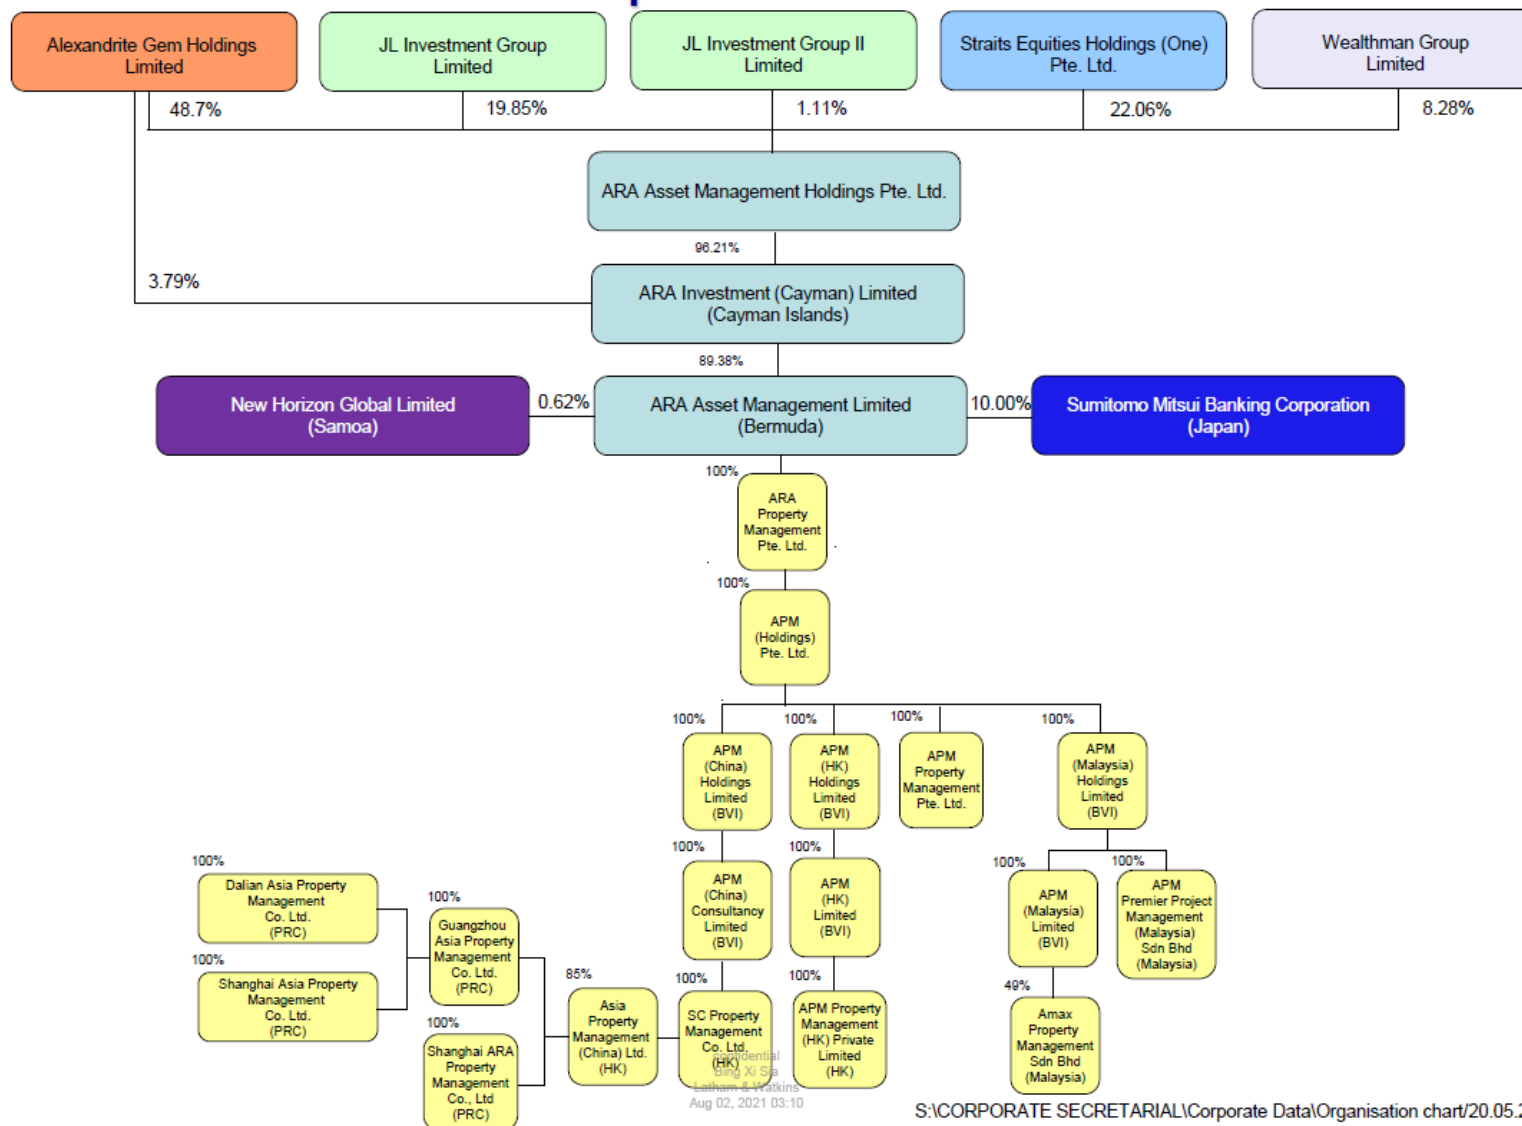 Alexandrite Gem Holdings
Limited
JL Investment Group
Limited
JL Investment Group II
Limited
Straits Equities Holdings (One)
Pte. Ltd.
Wealthman Group
Limited
48.7%
19.85%
1.11%
22.06%
8.28%
ARA Asset Management Holdings Pte. Ltd.
96.21%
3.79%
ARA Investment (Cayman) Limited
(Cayman Islands)
89.38%
New Horizon Global Limited
(Samoa)
0.62%
ARA Asset Management Limited
(Bermuda)
10.00%
Sumitomo Mitsui Banking Corporation
(Japan)
100%
ARA
Property
Management
Pte. Ltd.
100%
APM
(Holdings)
Pte. Ltd.
100%
100%
100%
100%
APM
(China)
Holdings
Limited
(BVI)
APM
(HK)
Holdings
Limited
(BVI)
APM
Property
Management
Pte. Ltd.
APM
(Malaysia)
Holdings
Limited
(BVI)
100%
100%
100%
100%
100%
Dalian Asia Property
Management
Co. Ltd.
(PRC)
100%
Guangzhou
Asia Property
Management
Co. Ltd.
(PRC)
APM
(China)
Consultancy
Limited
(BVI)
APM
(HK)
Limited
(BVI)
APM
(Malaysia)
Limited
(BVI)
APM
Premier Project
Management
(Malaysia)
Sdn Bhd
(Malaysia)
100%
Shanghai Asia Property
Management
Co. Ltd.
(PRC)
85%
100%
100%
49%
Asia
Property
Management
(China) Ltd.
(HK)
SC Property
Management
Co. Ltd.
(HK)
APM Property
Management
(HK) Private
Limited
(HK)
Amax
Property
Management
Sdn Bhd
(Malaysia)
100%
Shanghai ARA
Property
Management
Co., Ltd
(PRC)
confidential
Bing Xi Sia
Latham & Watkins
Aug 02, 2021 03:10
S:\CORPORATE SECRETARIAL\Corporate Data\Organisation chart/20.05.2